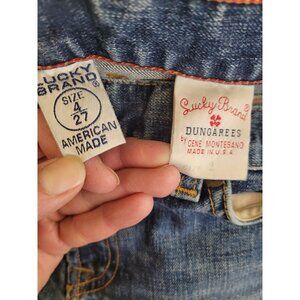 LUCKY
BRAND
SIZE
4
27
AMERICAN
MADE
Lucky Brand
DUNGAREES
BY GENE MONTESANO
MADE IN U.S.A.